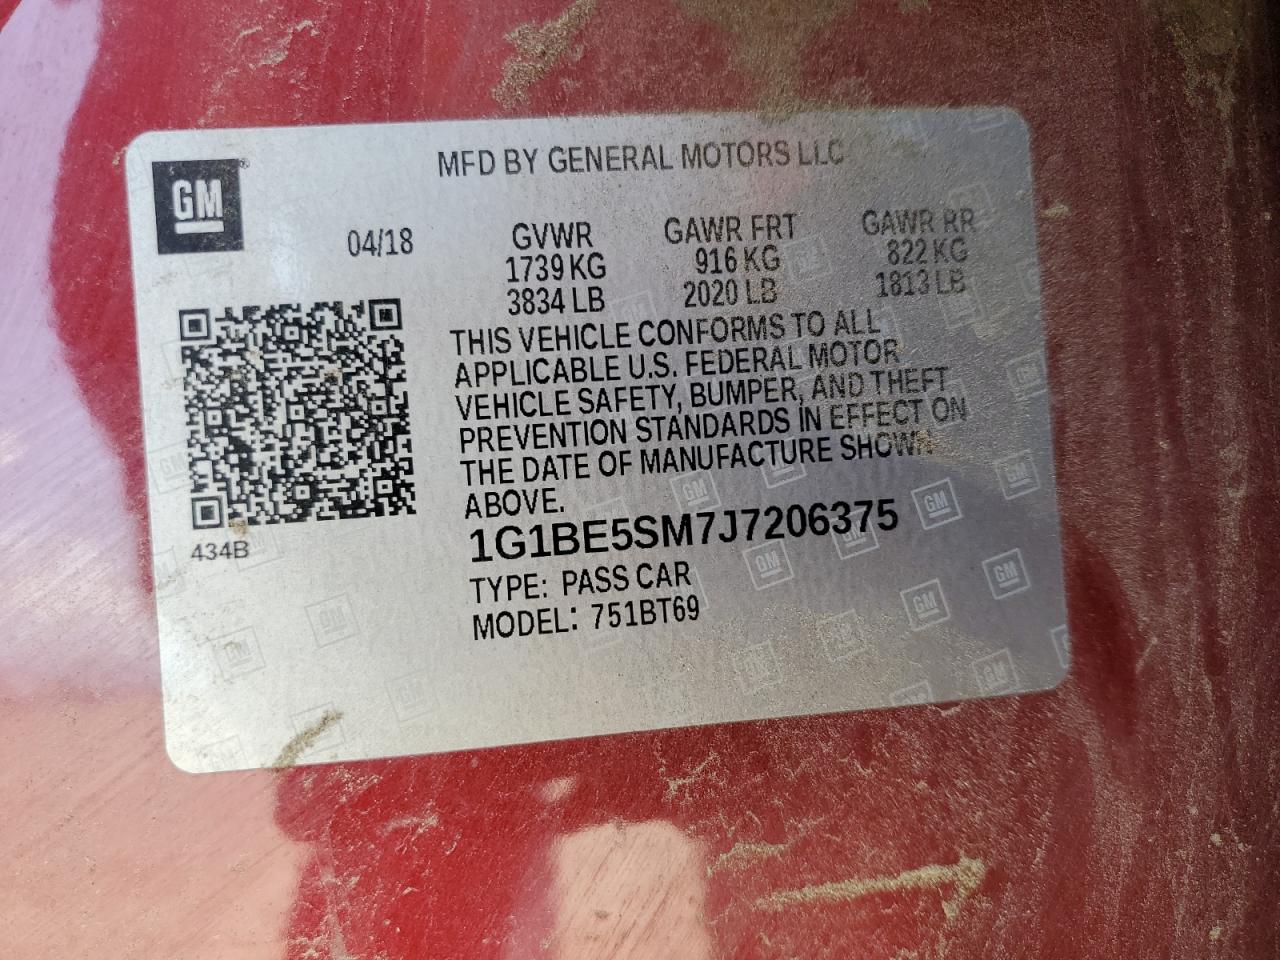 MFD BY GENERAL MOTORS LLC
GM
04/18
GVWR
1739 KG
3834 LB
GAWR FRT
916 KG
2020 LB
GAWR RR
822 KG
1813 LB
THIS VEHICLE CONFORMS TO ALL
APPLICABLE U.S. FEDERAL MOTOR
VEHICLE SAFETY, BUMPER, AND THEFT
PREVENTION STANDARDS IN EFFECT ON
THE DATE OF MANUFACTURE SHOWN
ABOVE.
434B
1G1BE5SM7J7206375
TYPE: PASS CAR
MODEL: 751BT69